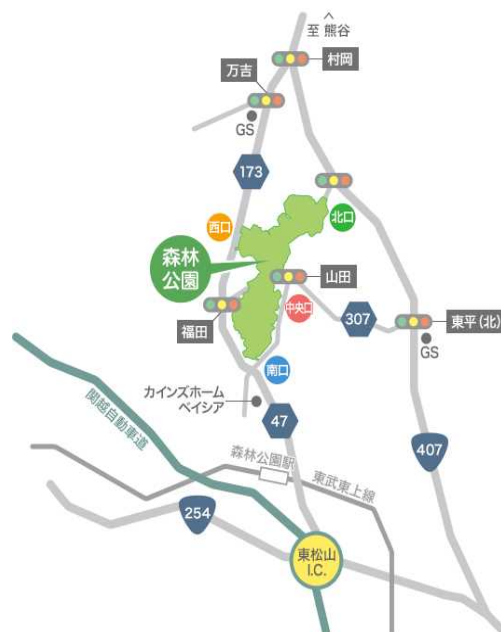 至 熊谷
村岡
万吉
GS
173
西口
北口
森林
公園
山田
福田
中央口
307
東平(北)
GS
南口
カインズホーム
ベイシア
47
関越自動車道
407
森林公園駅
東武東上線
254
東松山
I.C.